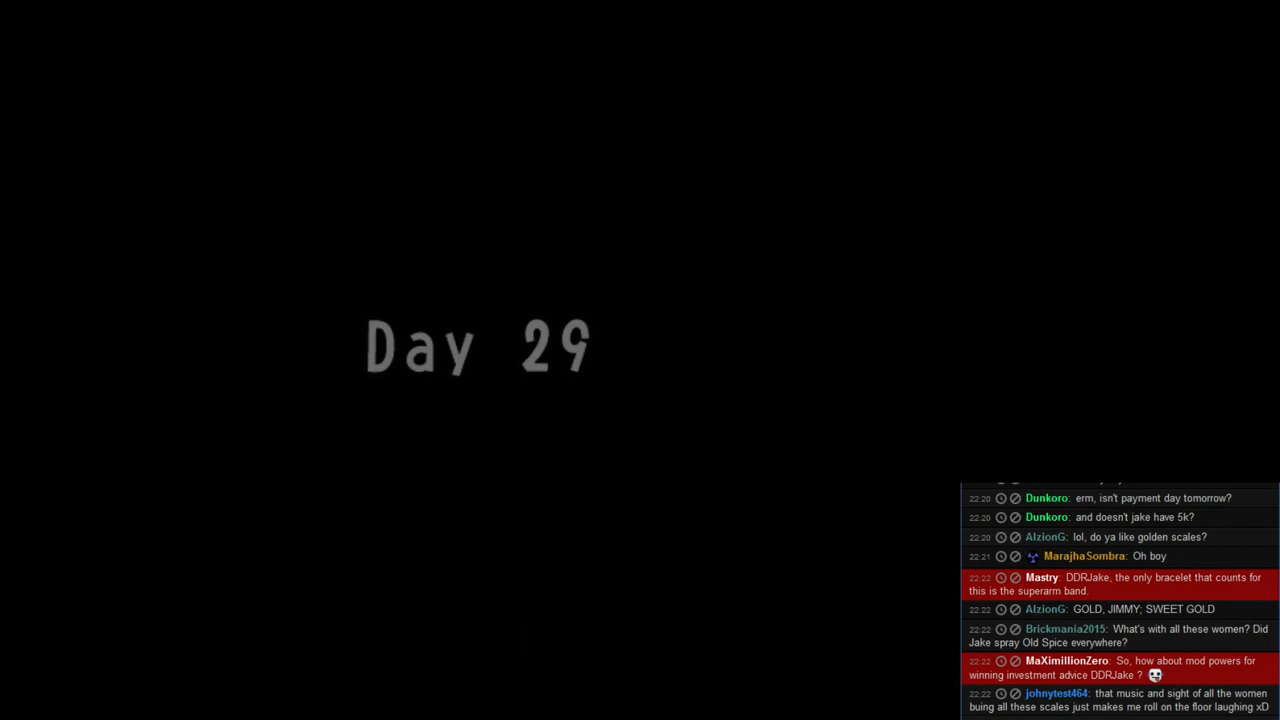 Day 29
22:20 Dunkoro: erm, isn't payment day tomorrow?
22:20 Dunkoro: and doesn't jake have 5k?
22:20 AlzionG: lol, do ya like golden scales?
22:21 MarajhaSombra: Oh boy
22:22 Mastry: DDRJake, the only bracelet that counts for
this is the superarm band.
22:22 AlzionG: GOLD, JIMMY; SWEET GOLD
22:22 Brickmania2015: What's with all these women? Did
Jake spray Old Spice everywhere?
22:22 MaXimillionZero: So, how about mod powers for
winning investment advice DDRJake ?
22:22 johnytest464: that music and sight of all the women
buing all these scales just makes me roll on the floor laughing xD